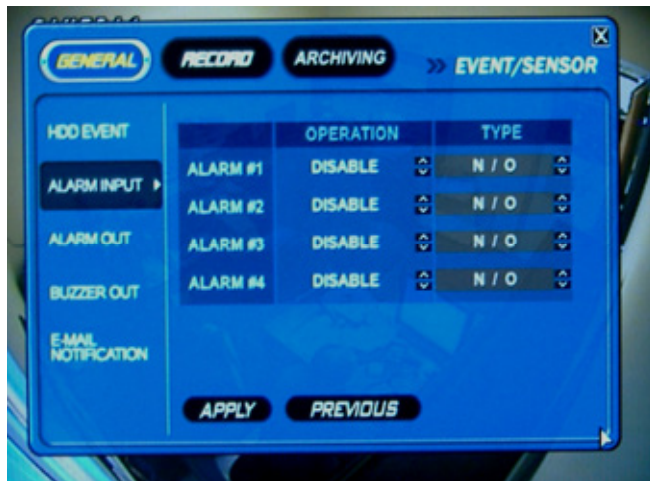 GENERAL RECORD ARCHIVING » EVENT/SENSOR X
HDD EVENT
ALARM INPUT
ALARM OUT
BUZZER OUT
E-MAIL
NOTIFICATION
OPERATION TYPE
ALARM #1 DISABLE N / O
ALARM #2 DISABLE N / O
ALARM #3 DISABLE N / O
ALARM #4 DISABLE N / O
APPLY PREVIOUS